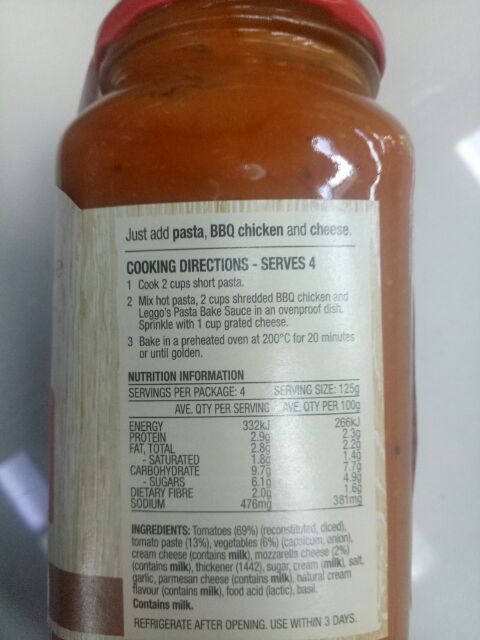 Just add pasta, BBQ chicken and cheese.
COOKING DIRECTIONS - SERVES 4
1 Cook 2 cups short pasta.
2 Mix hot pasta, 2 cups shredded BBQ chicken and
Leggo's Pasta Bake Sauce in an ovenproof dish.
Sprinkle with 1 cup grated cheese.
3 Bake in a preheated oven at 200°C for 20 minutes
or until golden.
NUTRITION INFORMATION
SERVINGS PER PACKAGE: 4 SERVING SIZE: 125g
AVE. QTY PER SERVING AVE. QTY PER 100g
ENERGY 332kJ 266kJ
PROTEIN 2.9g 2.3g
FAT, TOTAL 2.8g 2.2g
- SATURATED 1.8g 1.4g
CARBOHYDRATE 9.7g 7.7g
- SUGARS 6.1g 4.9g
DIETARY FIBRE 2.0g 1.6g
SODIUM 476mg 381mg
INGREDIENTS: Tomatoes (69%) (reconstituted, diced),
tomato paste (13%), vegetables (6%) (capsicum, onion),
cream cheese (contains milk), mozzarella cheese (2%)
(contains milk), thickener (1442), sugar, cream (milk), salt,
garlic, parmesan cheese (contains milk), natural cream
flavour (contains milk), food acid (lactic), basil.
Contains milk.
REFRIGERATE AFTER OPENING. USE WITHIN 3 DAYS.